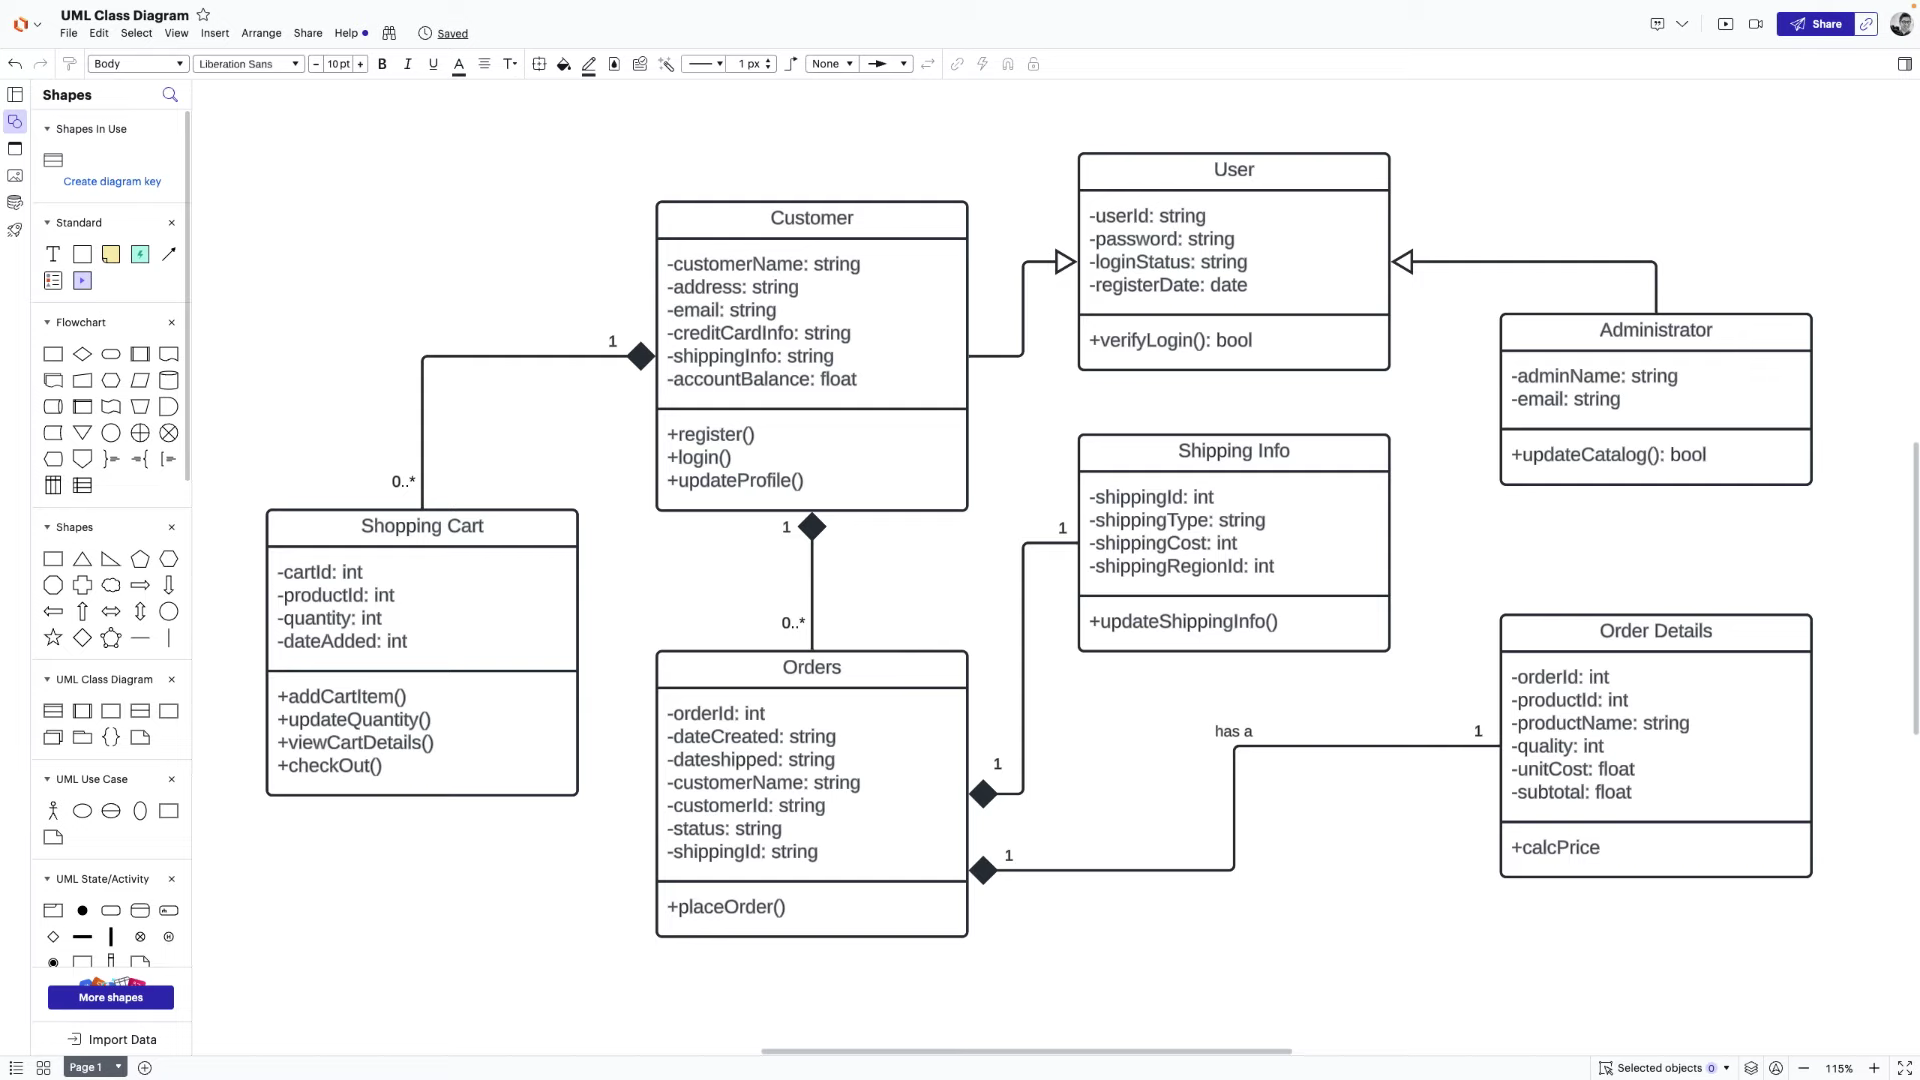 UML Class Diagram
File Edit Select View Insert Arrange Share Help Saved
Share
Body Liberation Sans − 10 pt + B I U A T 1 px None
Shapes
Shapes In Use
Create diagram key
Standard
T
Flowchart
Shapes
UML Class Diagram
UML Use Case
UML State/Activity
More shapes
Import Data
Customer
-customerName: string
-address: string
-email: string
-creditCardInfo: string
-shippingInfo: string
-accountBalance: float
+register()
+login()
+updateProfile()
User
-userId: string
-password: string
-loginStatus: string
-registerDate: date
+verifyLogin(): bool
Administrator
-adminName: string
-email: string
+updateCatalog(): bool
1
0..*
Shopping Cart
-cartId: int
-productId: int
-quantity: int
-dateAdded: int
+addCartItem()
+updateQuantity()
+viewCartDetails()
+checkOut()
1
0..*
Orders
-orderId: int
-dateCreated: string
-dateshipped: string
-customerName: string
-customerId: string
-status: string
-shippingId: string
+placeOrder()
1
Shipping Info
-shippingId: int
-shippingType: string
-shippingCost: int
-shippingRegionId: int
+updateShippingInfo()
1
1
has a
1
Order Details
-orderId: int
-productId: int
-productName: string
-quality: int
-unitCost: float
-subtotal: float
+calcPrice
Page 1
Selected objects 0
− 115% +